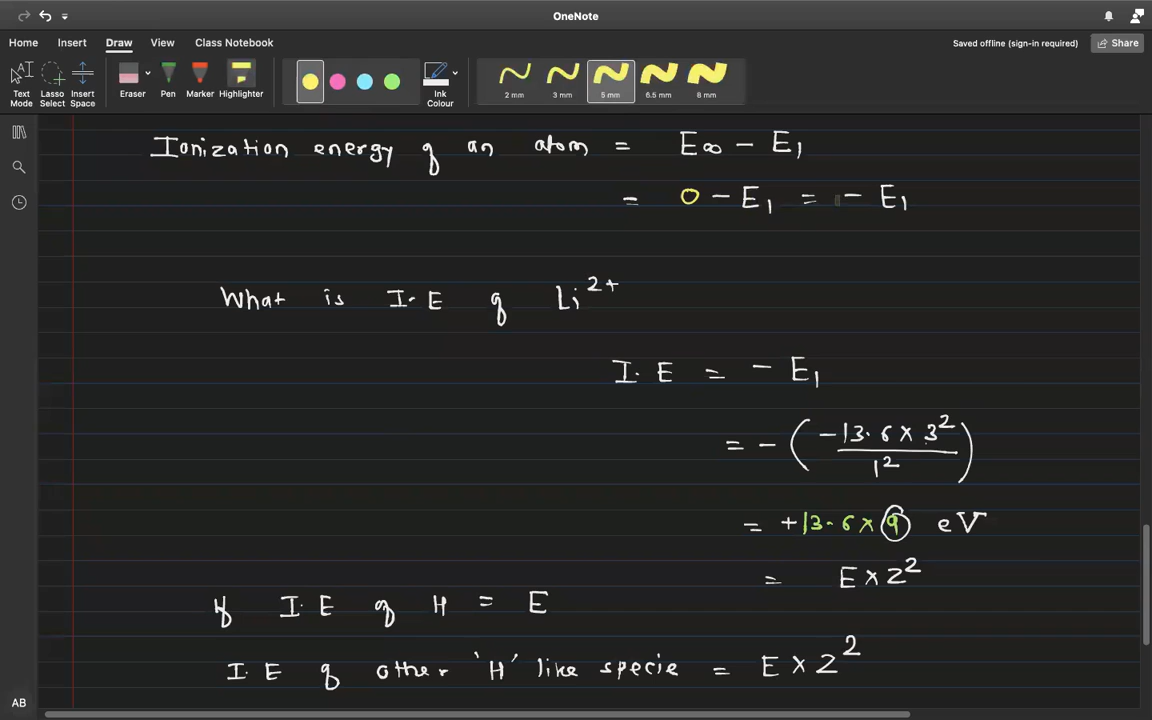 OneNote
Home Insert Draw View Class Notebook
Saved offline (sign in required) Share
Text Mode
Lasso Select
Insert Space
Eraser Pen Marker Highlighter
Ink Colour
2 mm 3 mm 5 mm 6.5 mm 8 mm
Ionization energy of an atom = E∞ - E₁
= 0 - E₁ = - E₁
What is I.E of Li²⁺
I.E = - E₁
= - (-13.6 × 3² / 1²)
= +13.6 × 9 eV
= E × Z²
If I.E of H = E
I.E of other 'H' like specie = E × Z²
AB